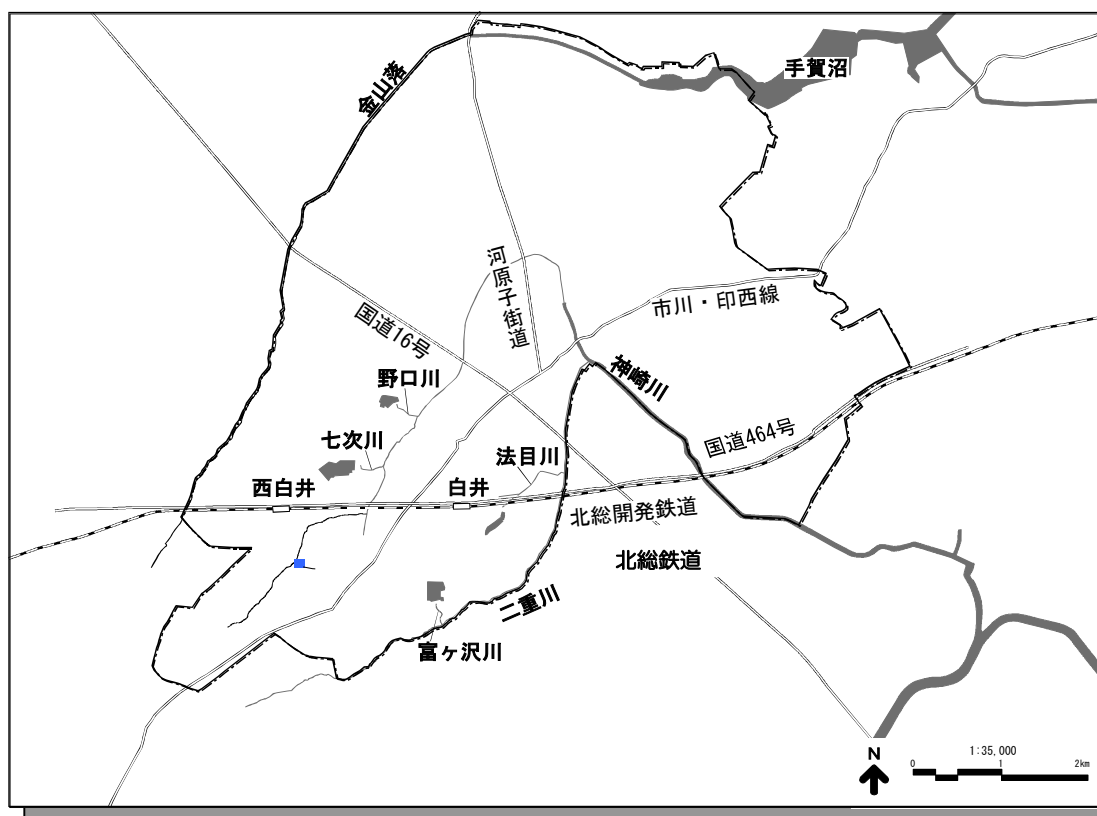 手賀沼
金山落
河原子街道
市川・印西線
国道16号
野口川
神崎川
七次川
法目川
国道464号
西白井
白井
北総開発鉄道
北総鉄道
二重川
富ヶ沢川
N
1:35,000
0 1 2km